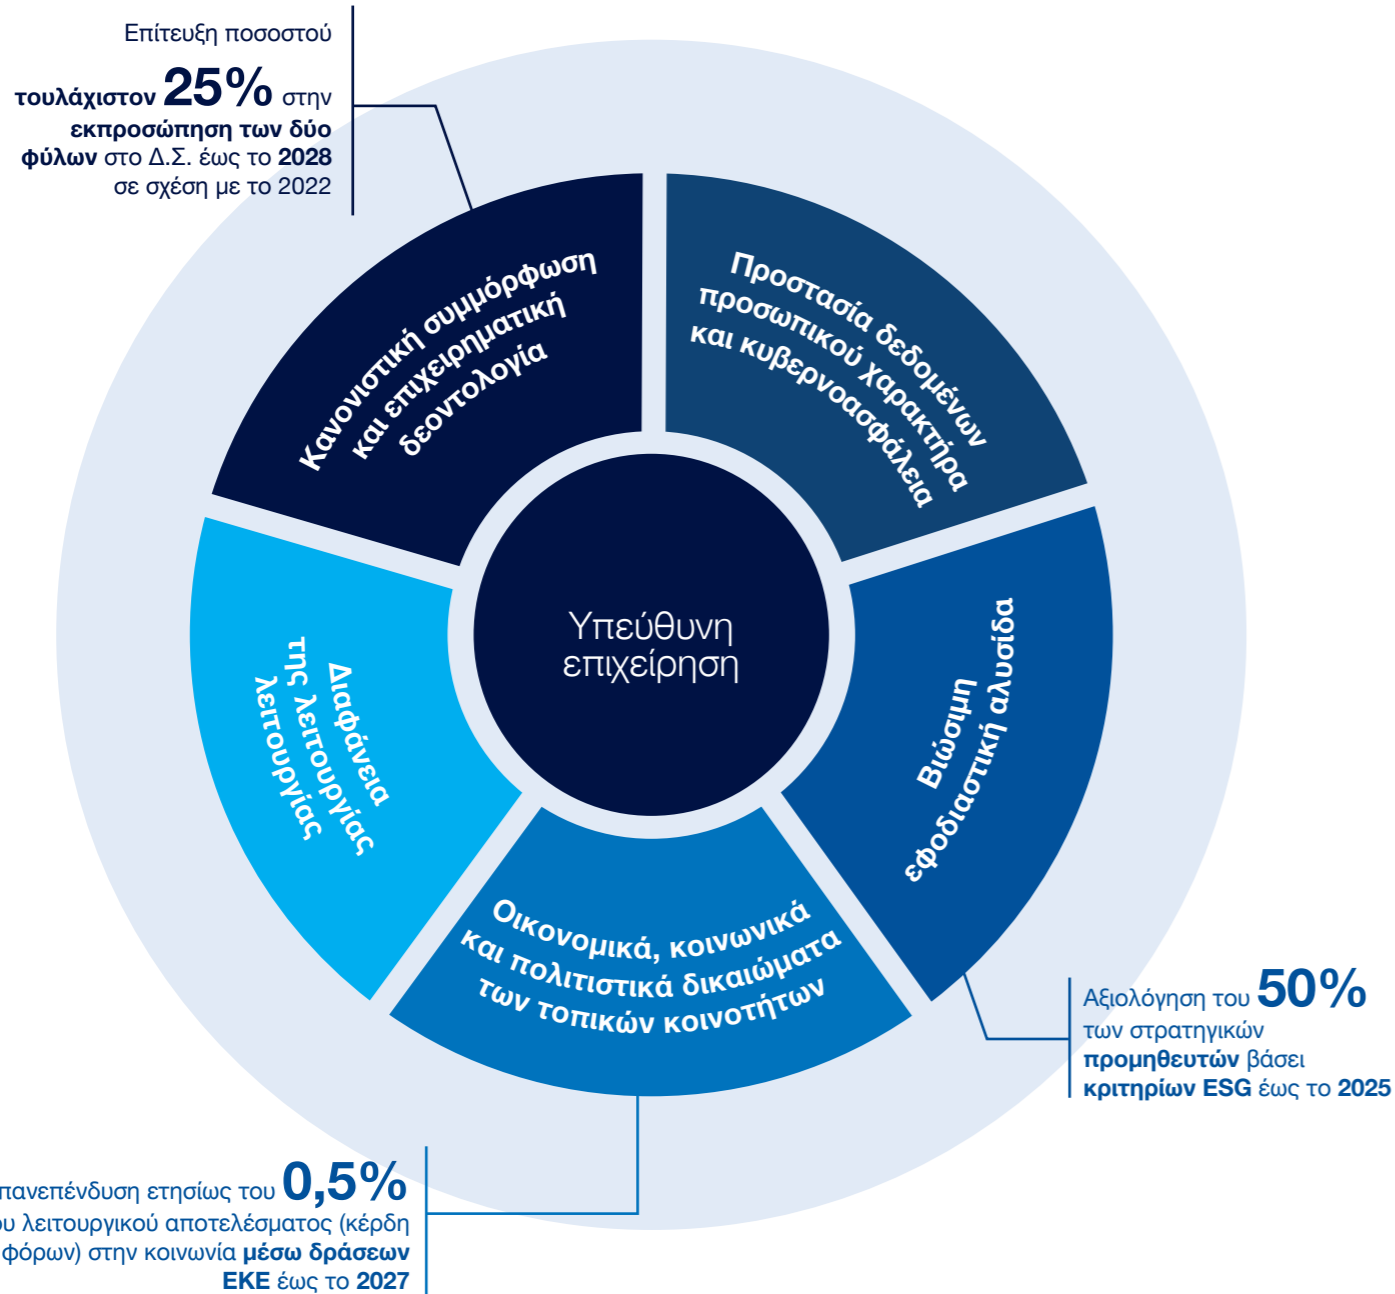 Επίτευξη ποσοστού
τουλάχιστον 25% στην
εκπροσώπηση των δύο
φύλων στο Δ.Σ. έως το 2028
σε σχέση με το 2022
Κανονιστική συμμόρφωση
και επιχειρηματική
δεοντολογία
Προστασία δεδομένων
προσωπικού χαρακτήρα
και κυβερνοασφάλεια
Υπεύθυνη
επιχείρηση
Διαφάνεια
της λειτουργίας
λειτουργίας
Βιώσιμη
εφοδιαστική αλυσίδα
Οικονομικά, κοινωνικά
και πολιτιστικά δικαιώματα
των τοπικών κοινοτήτων
Αξιολόγηση του 50%
των στρατηγικών
προμηθευτών βάσει
κριτηρίων ESG έως το 2025
πανεπένδυση ετησίως του 0,5%
υ λειτουργικού αποτελέσματος (κέρδη
φόρων) στην κοινωνία μέσω δράσεων
ΕΚΕ έως το 2027